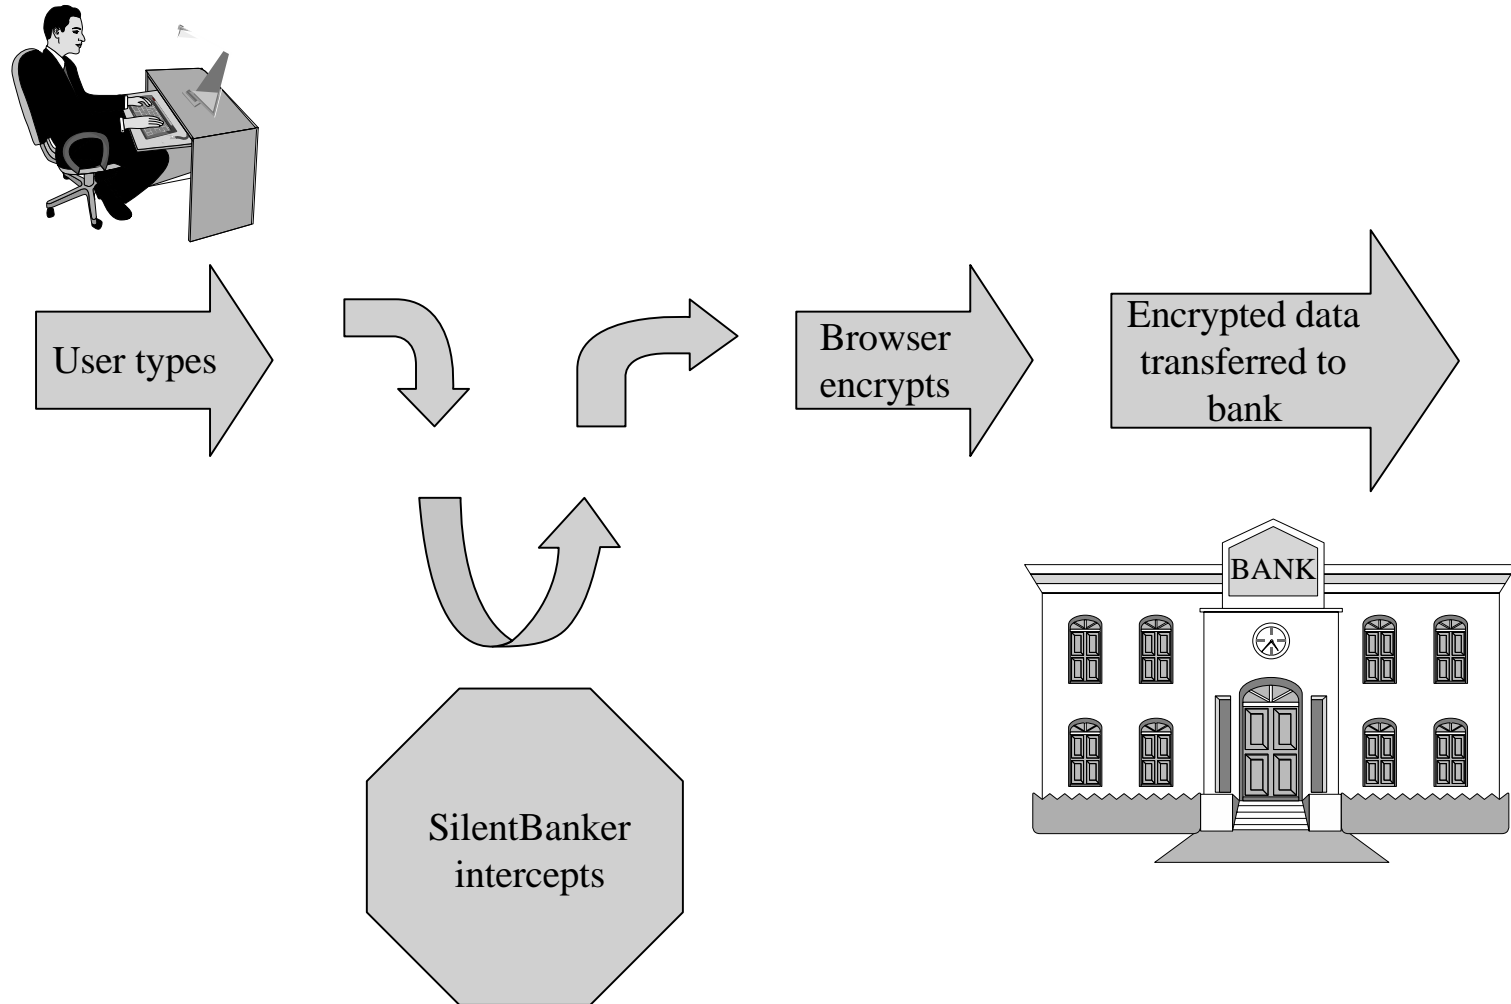 User types
Browser
encrypts
Encrypted data
transferred to
bank
BANK
SilentBanker
intercepts